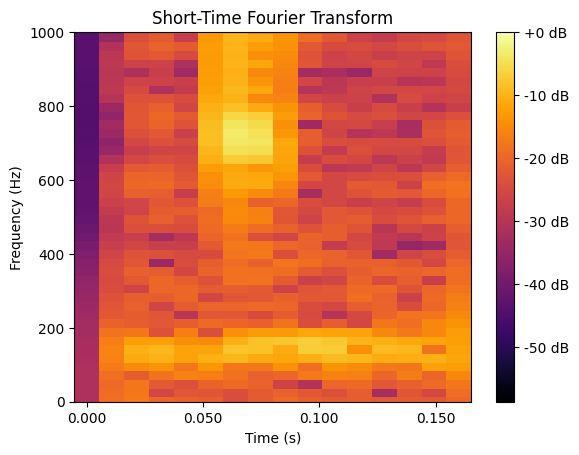 Short-Time Fourier Transform
1000
800
600
400
200
0
Frequency (Hz)
0.000
0.050
0.100
0.150
Time (s)
+0 dB
-10 dB
-20 dB
-30 dB
-40 dB
-50 dB